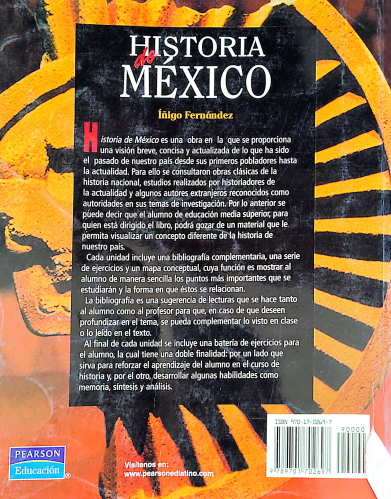 HISTORIA
de
MÉXICO
Íñigo Fernández
Historia de México es una obra en la que se proporciona
una visión breve, concisa y actualizada de lo que ha sido
el pasado de nuestro país desde sus primeros pobladores hasta
la actualidad. Para ello se consultaron obras clásicas de la
historia nacional, estudios realizados por historiadores de
la actualidad y algunos autores extranjeros reconocidos como
autoridades en sus temas de investigación. Por lo anterior se
puede decir que el alumno de educación media superior, para
quien está dirigido el libro, podrá gozar de un material que le
permita visualizar un concepto diferente de la historia de
nuestro país.
Cada unidad incluye una bibliografía complementaria, una serie
de ejercicios y un mapa conceptual, cuya función es mostrar al
alumno de manera sencilla los puntos más importantes que se
estudiarán y la forma en que éstos se relacionan.
La bibliografía es una sugerencia de lecturas que se hace tanto
al alumno como al profesor para que, en caso de que deseen
profundizar en el tema, se pueda complementar lo visto en clase
o lo leído en el texto.
Al final de cada unidad se incluye una batería de ejercicios para
el alumno, la cual tiene una doble finalidad: por un lado que
sirva para reforzar el aprendizaje del alumno en el curso de
historia y, por el otro, desarrollar algunas habilidades como
memoria, síntesis y análisis.
PEARSON
Educación
®
Visítenos en:
www.pearsonedlatino.com
ISBN 970-17-0269-7
90000
9789701702697